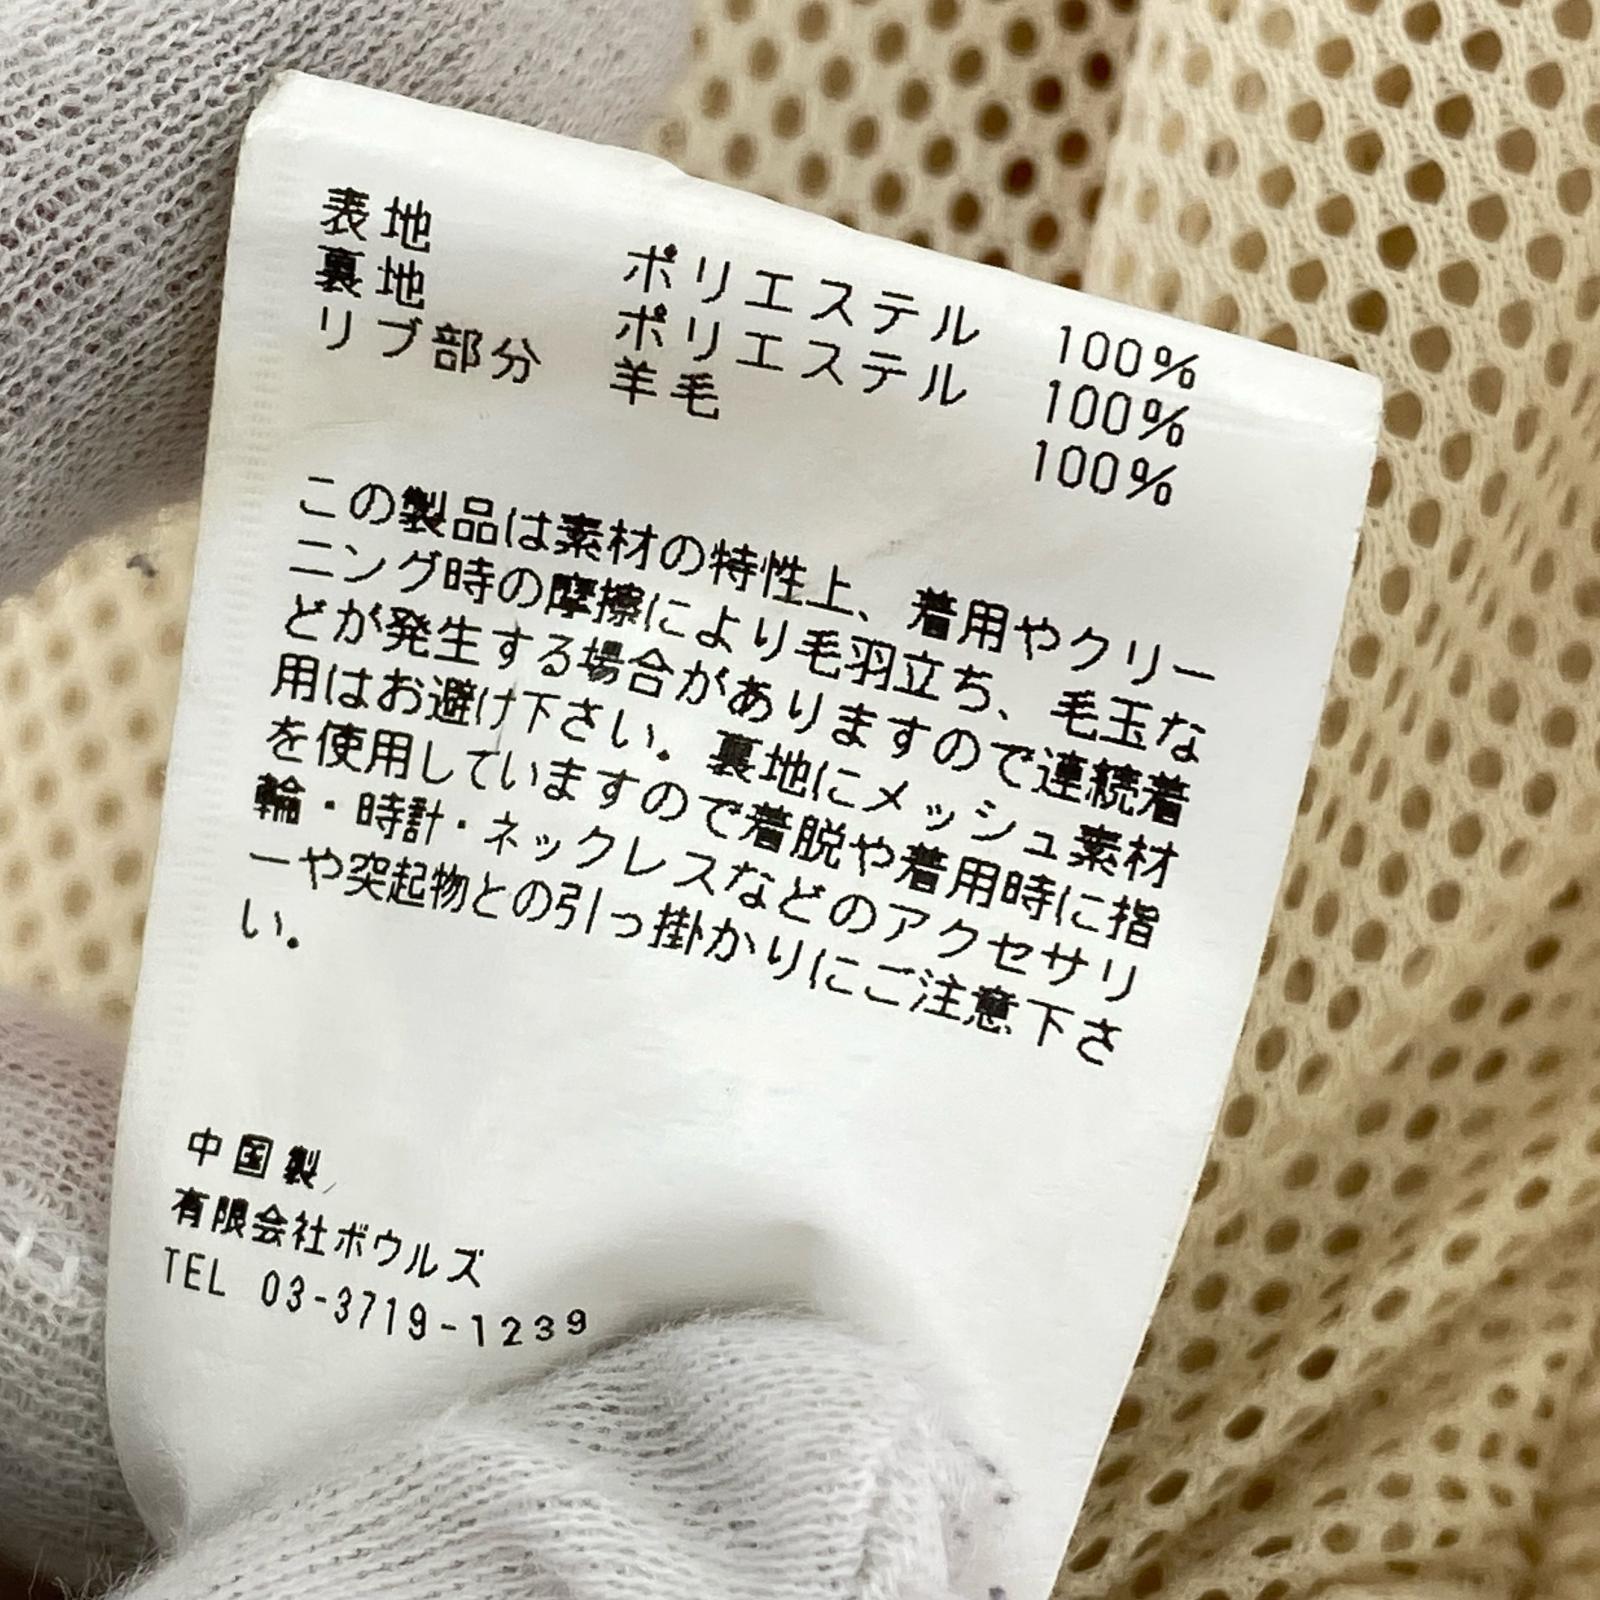 表地 ポリエステル 100%
裏地 ポリエステル 100%
リブ部分 羊毛 100%
この製品は素材の特性上、着用やクリー
ニング時の摩擦により毛羽立ち、毛玉な
どが発生する場合がありますので連続着
用はお避け下さい。裏地にメッシュ素材
を使用していますので着脱や着用時に指
輪・時計・ネックレスなどのアクセサリ
ーや突起物との引っ掛かりにご注意下さ
い。
中国製
有限会社ボウルズ
TEL 03-3719-1239